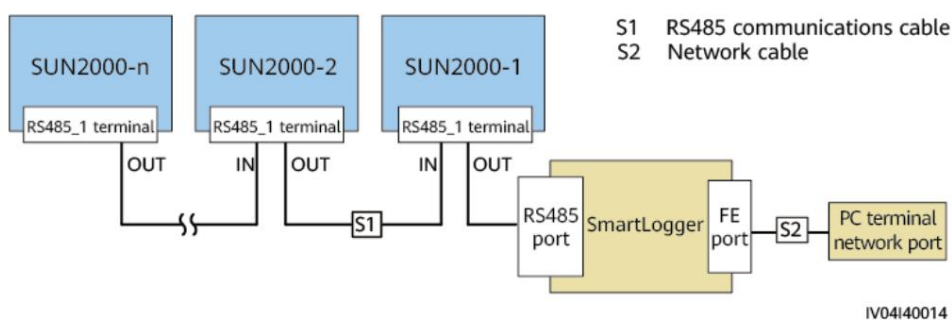 S1 RS485 communications cable
S2 Network cable
SUN2000-n
SUN2000-2
SUN2000-1
RS485_1 terminal
RS485_1 terminal
RS485_1 terminal
OUT
IN
OUT
IN
OUT
S1
RS485
port
SmartLogger
FE
port
S2
PC terminal
network port
IV04I40014